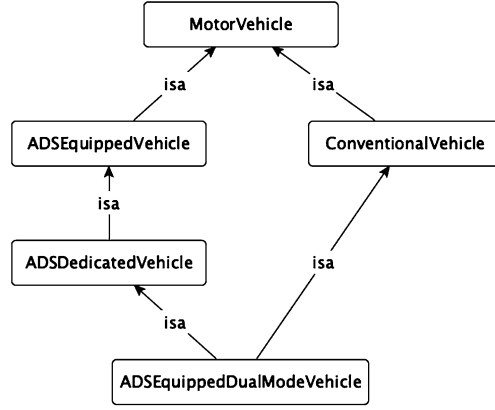 MotorVehicle
isa
isa
ADSEquippedVehicle
ConventionalVehicle
isa
ADSDedicatedVehicle
isa
isa
ADSEquippedDualModeVehicle